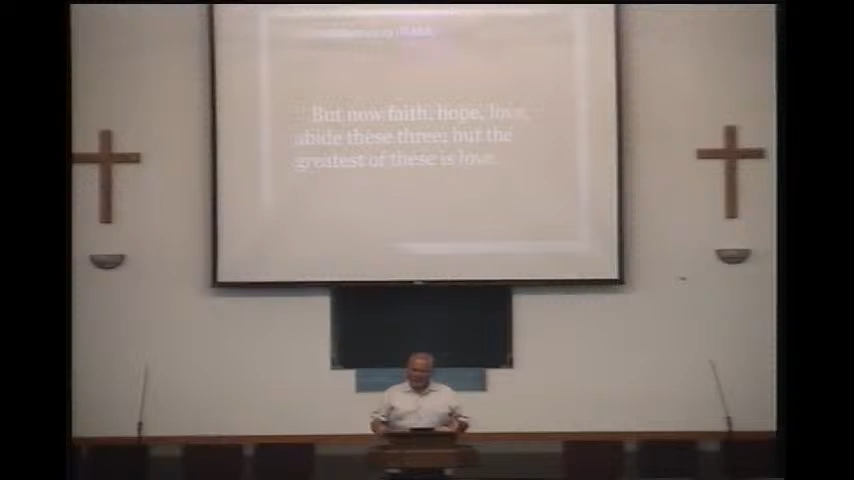 But now faith, hope, love,
abide these three; but the
greatest of these is love.